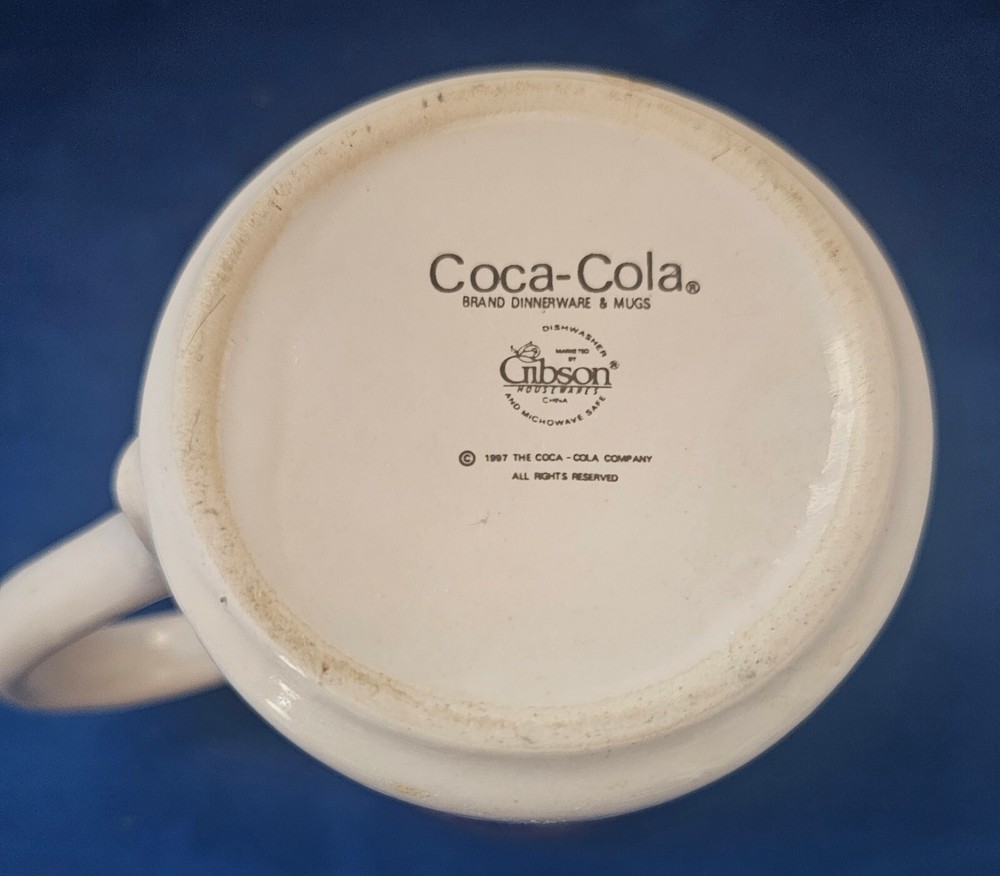 Coca-Cola®
BRAND DINNERWARE & MUGS
DISHWASHER
MARKETED
BY
Gibson®
HOUSEWARES
CHINA
AND MICROWAVE SAFE
© 1997 THE COCA-COLA COMPANY
ALL RIGHTS RESERVED